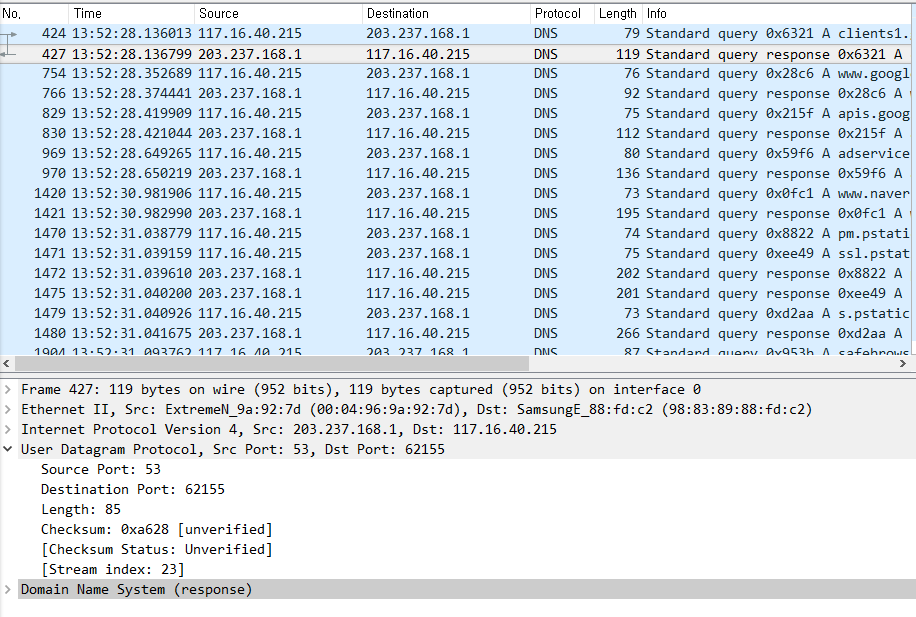 No. Time Source Destination Protocol Length Info
424 13:52:28.136013 117.16.40.215 203.237.168.1 DNS 79 Standard query 0x6321 A clients1.
427 13:52:28.136799 203.237.168.1 117.16.40.215 DNS 119 Standard query response 0x6321 A
754 13:52:28.352689 117.16.40.215 203.237.168.1 DNS 76 Standard query 0x28c6 A www.googl
766 13:52:28.374441 203.237.168.1 117.16.40.215 DNS 92 Standard query response 0x28c6 A
829 13:52:28.419909 117.16.40.215 203.237.168.1 DNS 75 Standard query 0x215f A apis.goog
830 13:52:28.421044 203.237.168.1 117.16.40.215 DNS 112 Standard query response 0x215f A
969 13:52:28.649265 117.16.40.215 203.237.168.1 DNS 80 Standard query 0x59f6 A adservice
970 13:52:28.650219 203.237.168.1 117.16.40.215 DNS 136 Standard query response 0x59f6 A
1420 13:52:30.981906 117.16.40.215 203.237.168.1 DNS 73 Standard query 0x0fc1 A www.naver
1421 13:52:30.982990 203.237.168.1 117.16.40.215 DNS 195 Standard query response 0x0fc1 A
1470 13:52:31.038779 117.16.40.215 203.237.168.1 DNS 74 Standard query 0x8822 A pm.pstati
1471 13:52:31.039159 117.16.40.215 203.237.168.1 DNS 75 Standard query 0xee49 A ssl.pstat
1472 13:52:31.039610 203.237.168.1 117.16.40.215 DNS 202 Standard query response 0x8822 A
1475 13:52:31.040200 203.237.168.1 117.16.40.215 DNS 201 Standard query response 0xee49 A
1479 13:52:31.040926 117.16.40.215 203.237.168.1 DNS 73 Standard query 0xd2aa A s.pstatic
1480 13:52:31.041675 203.237.168.1 117.16.40.215 DNS 266 Standard query response 0xd2aa A
1904 13:52:31.093762 117.16.40.215 203.237.168.1 DNS 87 Standard query 0x953b A safebrows
Frame 427: 119 bytes on wire (952 bits), 119 bytes captured (952 bits) on interface 0
Ethernet II, Src: ExtremeN_9a:92:7d (00:04:96:9a:92:7d), Dst: SamsungE_88:fd:c2 (98:83:89:88:fd:c2)
Internet Protocol Version 4, Src: 203.237.168.1, Dst: 117.16.40.215
User Datagram Protocol, Src Port: 53, Dst Port: 62155
Source Port: 53
Destination Port: 62155
Length: 85
Checksum: 0xa628 [unverified]
[Checksum Status: Unverified]
[Stream index: 23]
Domain Name System (response)